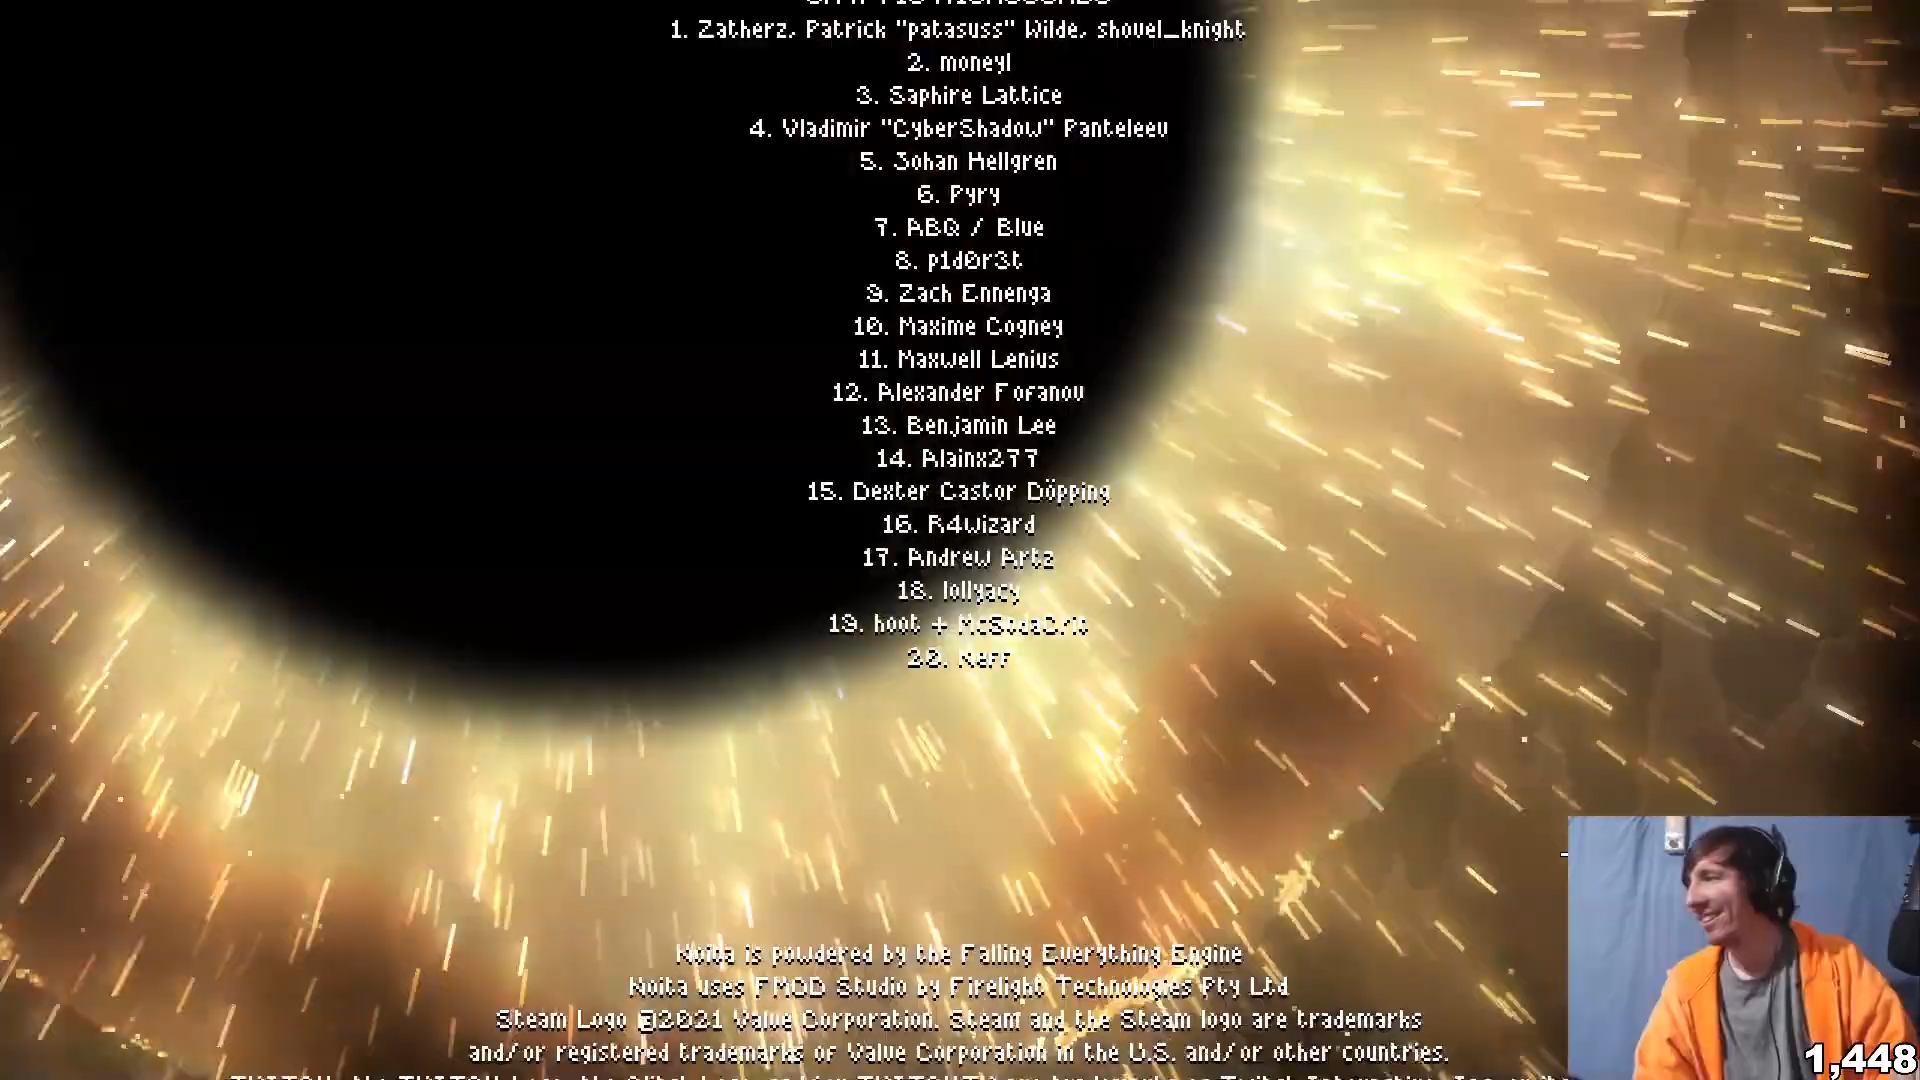 1. Zatherz, Patrick "patasuss" Wilde, shovel_knight
2. moneyl
3. Saphire Lattice
4. Vladimir "CyberShadow" Panteleev
5. Johan Hellgren
6. Pyry
7. ABQ / Blue
8. p1d0r3t
9. Zach Ennenga
10. Maxime Cogney
11. Maxwell Lenius
12. Alexander Fofanov
13. Benjamin Lee
14. Alainx277
15. Dexter Castor Döpping
16. R4wizard
17. Andrew Artz
18. lollyacy
19. hoot +
20. Keff
Noita is powdered by the Falling Everything Engine
Noita uses FMOD Studio by Firelight Technologies Pty Ltd
Steam Logo @2021 Valve Corporation. Steam and the Steam logo are trademarks
and/or registered trademarks of Valve Corporation in the U.S. and/or other countries.
1,448